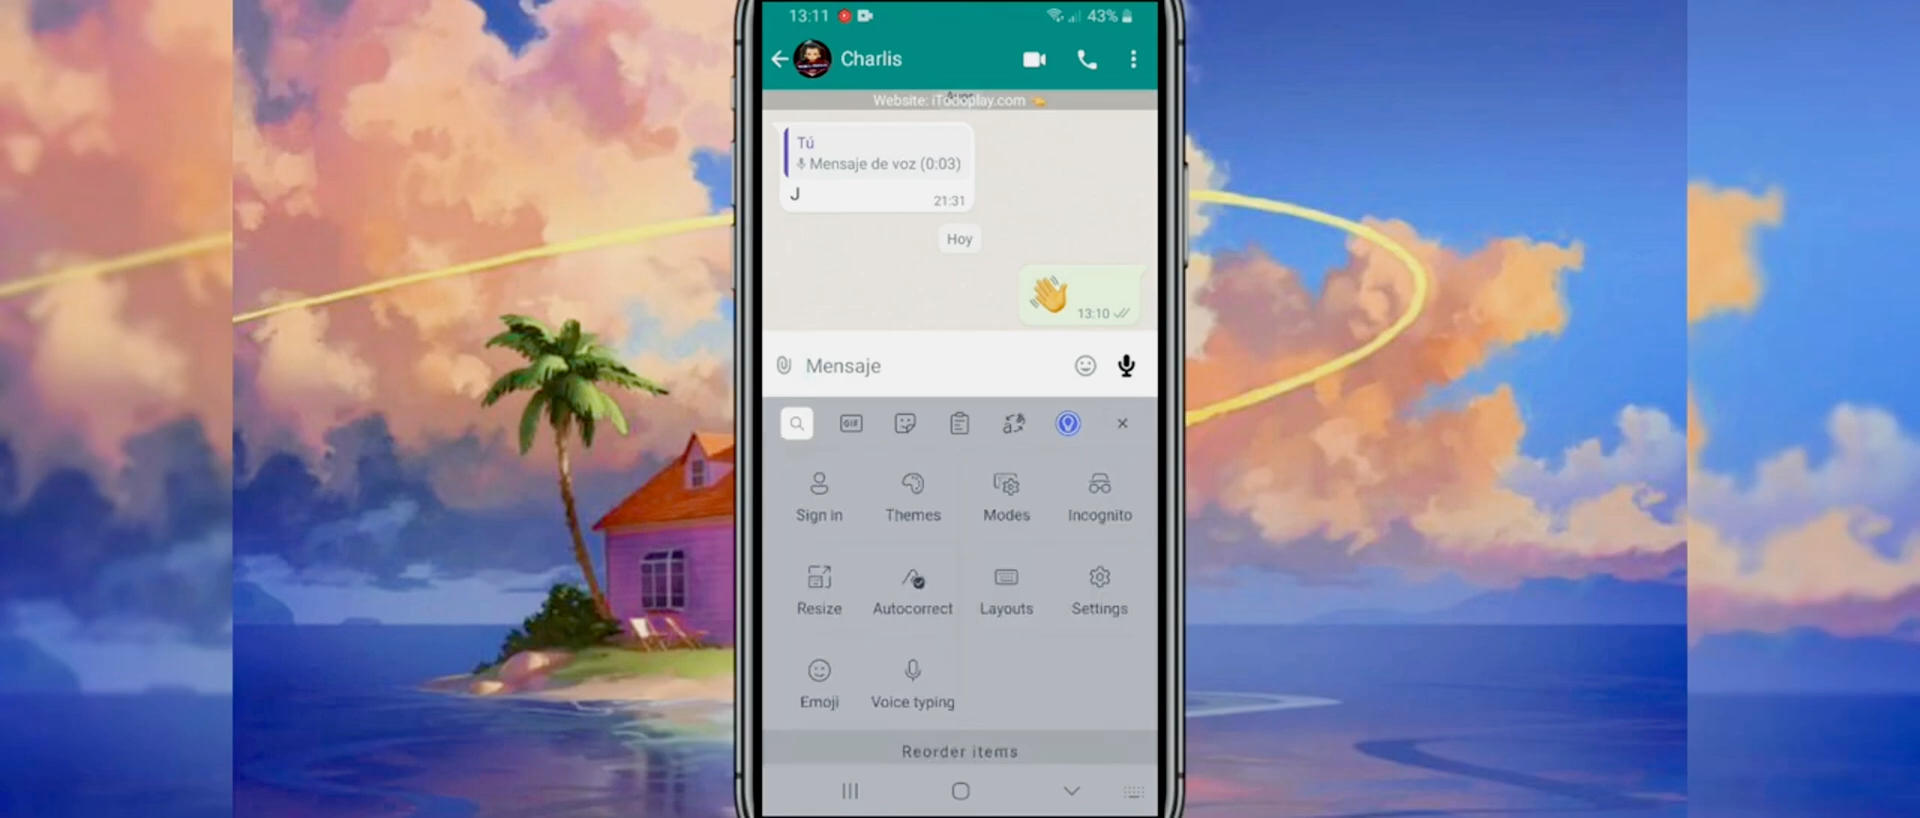 13:11 43%
Charlis
Website: iTodoplay.com
Tú
Mensaje de voz (0:03)
J
21:31
Hoy
13:10
Mensaje
GIF
Sign in Themes Modes Incognito
Resize Autocorrect Layouts Settings
Emoji Voice typing
Reorder items